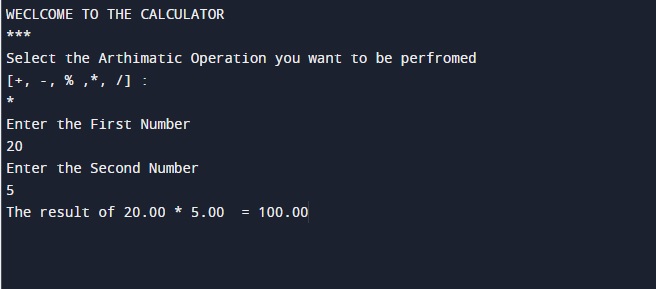 WECLCOME TO THE CALCULATOR
***
Select the Arthimatic Operation you want to be perfromed
[+, -, % ,*, /] :
*
Enter the First Number
20
Enter the Second Number
5
The result of 20.00 * 5.00  = 100.00